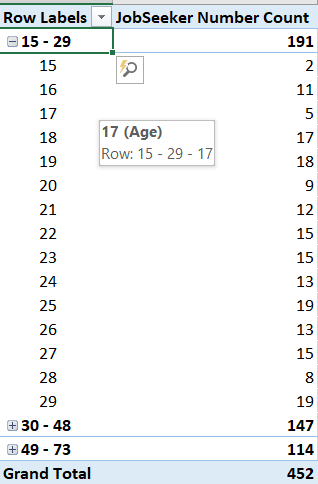 Row Labels JobSeeker Number Count
15 - 29 191
15 2
16 11
17 5
17 (Age)
18 17
Row: 15 - 29 - 17
19 18
20 9
21 12
22 15
23 15
24 13
25 19
26 13
27 15
28 8
29 19
30 - 48 147
49 - 73 114
Grand Total 452